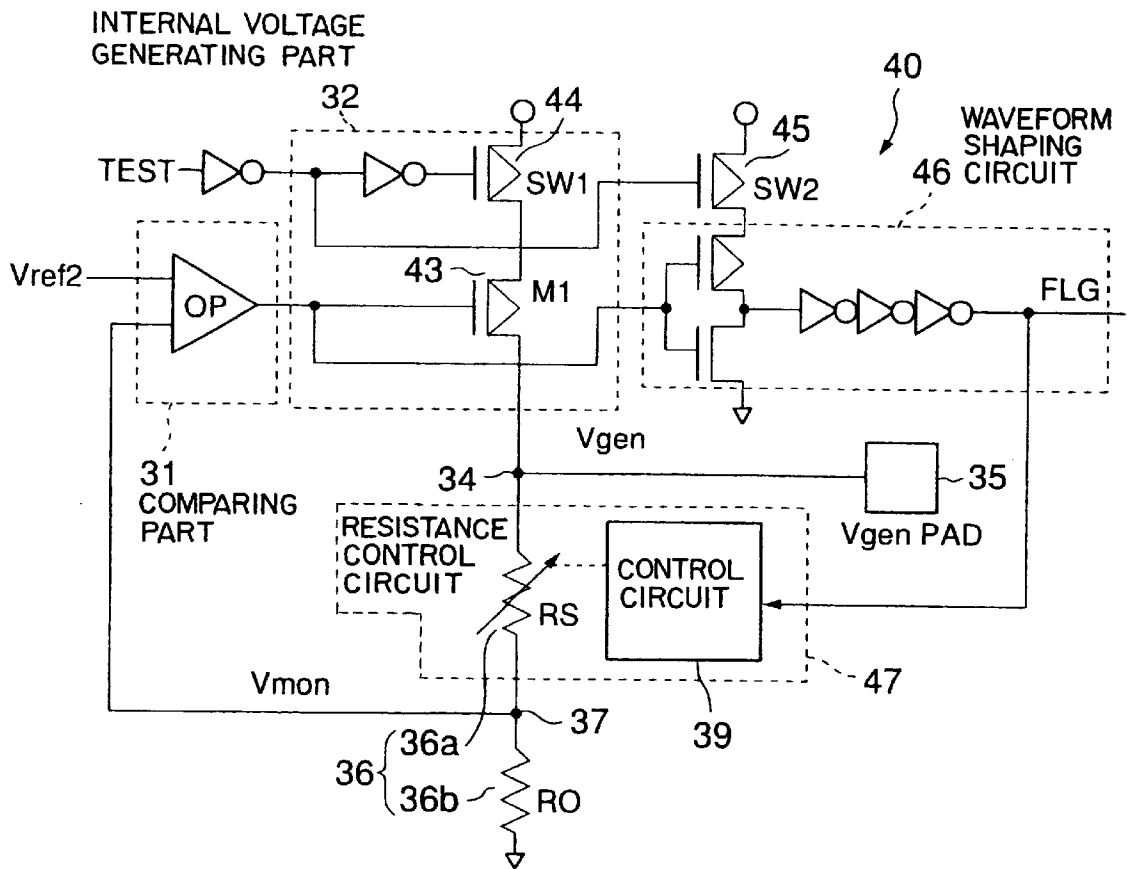 INTERNAL VOLTAGE
GENERATING PART
32
44
40
45
WAVEFORM
SHAPING
46 CIRCUIT
TEST
SW1
SW2
43
Vref2
OP
M1
FLG
31
COMPARING
PART
Vgen
34
35
Vgen PAD
RESISTANCE
CONTROL
CIRCUIT
CONTROL
CIRCUIT
RS
47
Vmon
37
39
36
36a
36b
RO